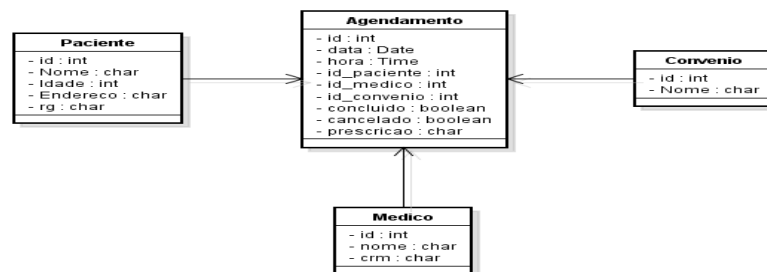 Paciente
- id : int
- Nome : char
- Idade : int
- Endereco : char
- rg : char
Agendamento
- id : int
- data : Date
- hora : Time
- id_paciente : int
- id_medico : int
- id_convenio : int
- concluido : boolean
- cancelado : boolean
- prescricao : char
Convenio
- id : int
- Nome : char
Medico
- id : int
- nome : char
- crm : char